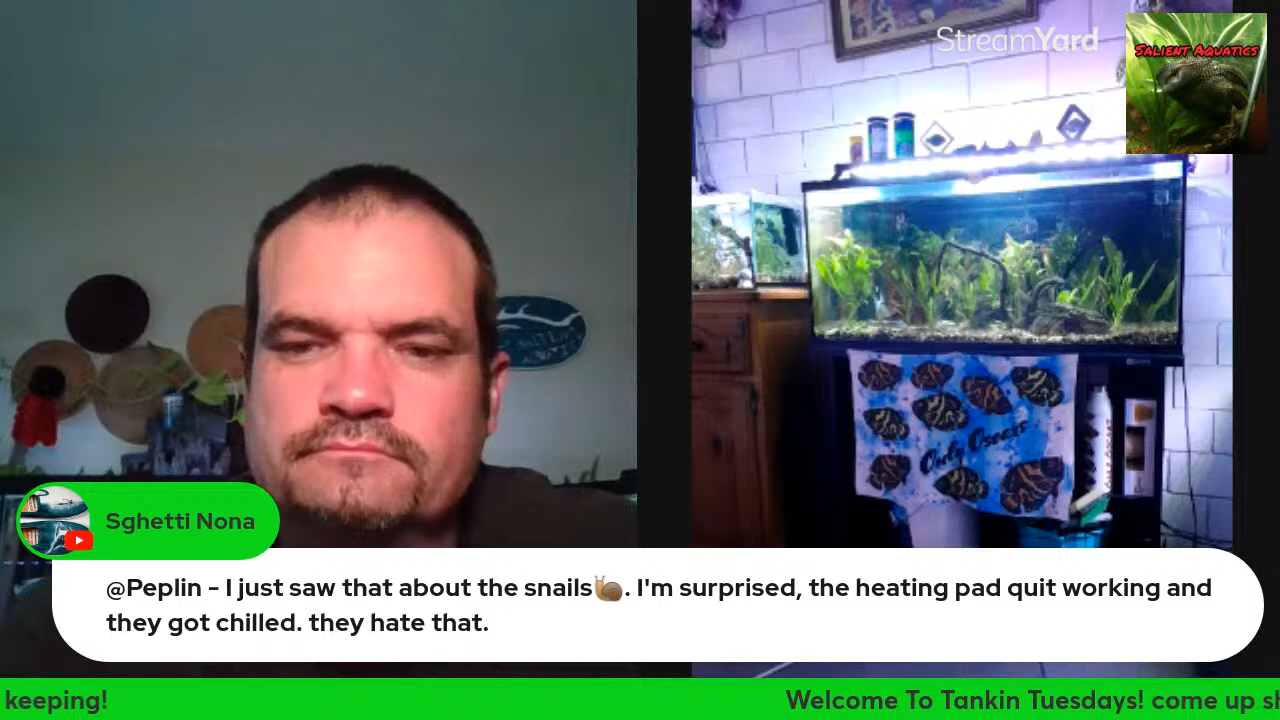 StreamYard
SALIENT AQUATICS
Only Oscars
Sghetti Nona
@Peplin - I just saw that about the snails🐌. I'm surprised, the heating pad quit working and
they got chilled. they hate that.
keeping!
Welcome To Tankin Tuesdays! come up sh